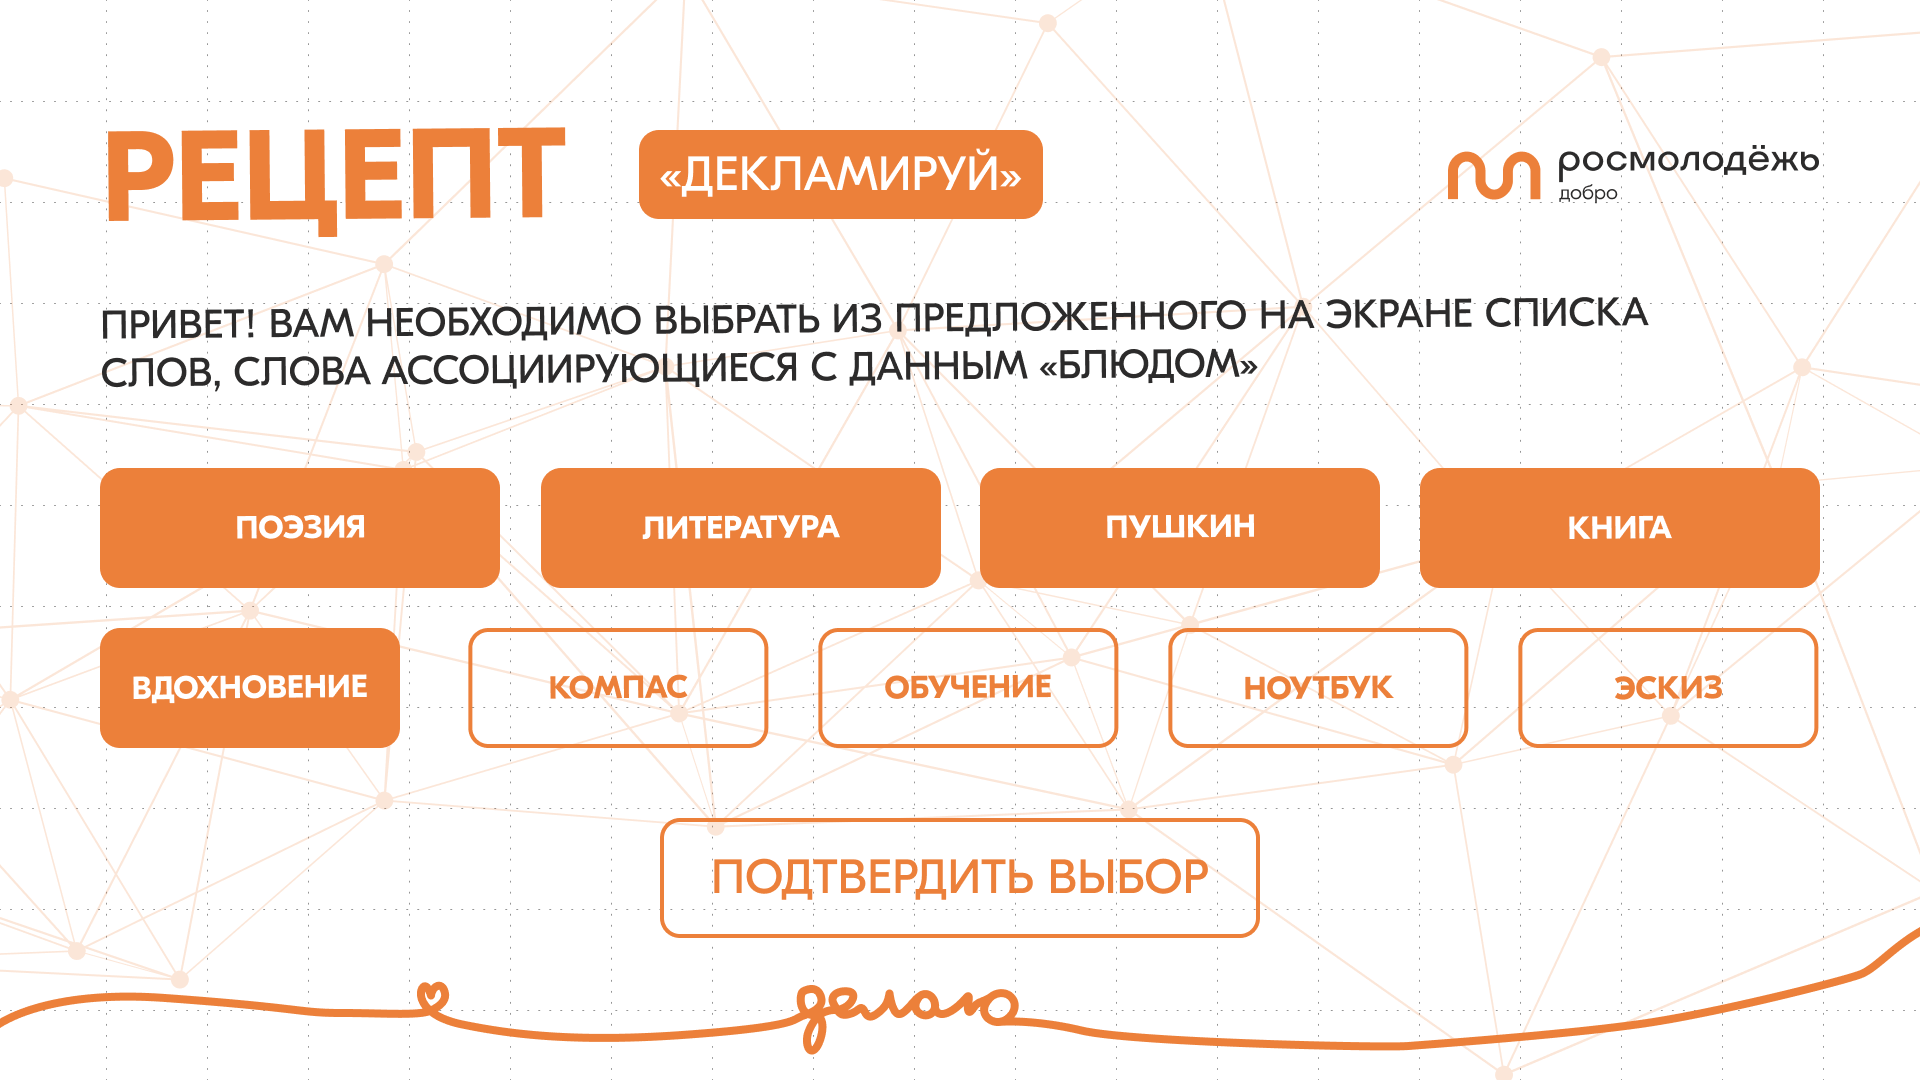 РЕЦЕПТ
«ДЕКЛАМИРУЙ»
росмолодёжь
добро
ПРИВЕТ! ВАМ НЕОБХОДИМО ВЫБРАТЬ ИЗ ПРЕДЛОЖЕННОГО НА ЭКРАНЕ СПИСКА
СЛОВ, СЛОВА АССОЦИИРУЮЩИЕСЯ С ДАННЫМ «БЛЮДОМ»
ПОЭЗИЯ
ЛИТЕРАТУРА
ПУШКИН
КНИГА
ВДОХНОВЕНИЕ
КОМПАС
ОБУЧЕНИЕ
НОУТБУК
ЭСКИЗ
ПОДТВЕРДИТЬ ВЫБОР
делаю